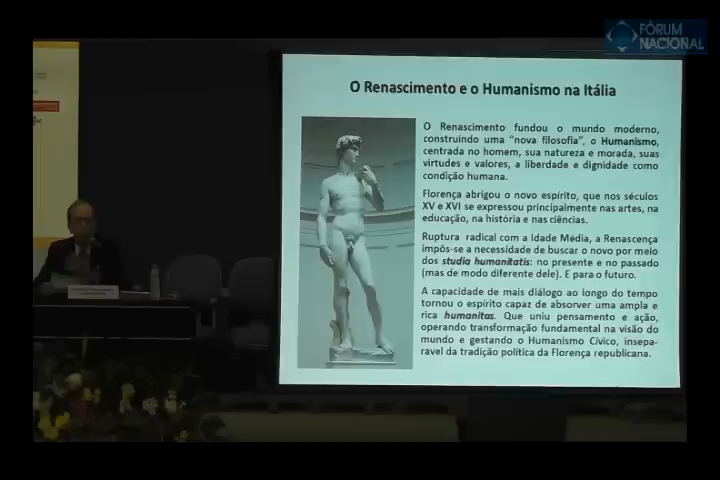 FÓRUM
NACIONAL
O Renascimento e o Humanismo na Itália
O Renascimento fundou o mundo moderno,
construindo uma "nova filosofia", o Humanismo,
centrada no homem, sua natureza e morada, suas
virtudes e valores, a liberdade e dignidade como
condição humana.
Florença abrigou o novo espírito, que nos séculos
XV e XVI se expressou principalmente nas artes, na
educação, na história e nas ciências.
Ruptura radical com a Idade Média, a Renascença
impôs-se a necessidade de buscar o novo por meio
dos studia humanitatis: no presente e no passado
(mas de modo diferente dele). E para o futuro.
A capacidade de mais diálogo ao longo do tempo
tornou o espírito capaz de absorver uma ampla e
rica humanitas. Que uniu pensamento e ação,
operando transformação fundamental na visão do
mundo e gestando o Humanismo Cívico, insepa-
ravel da tradição política da Florença republicana.